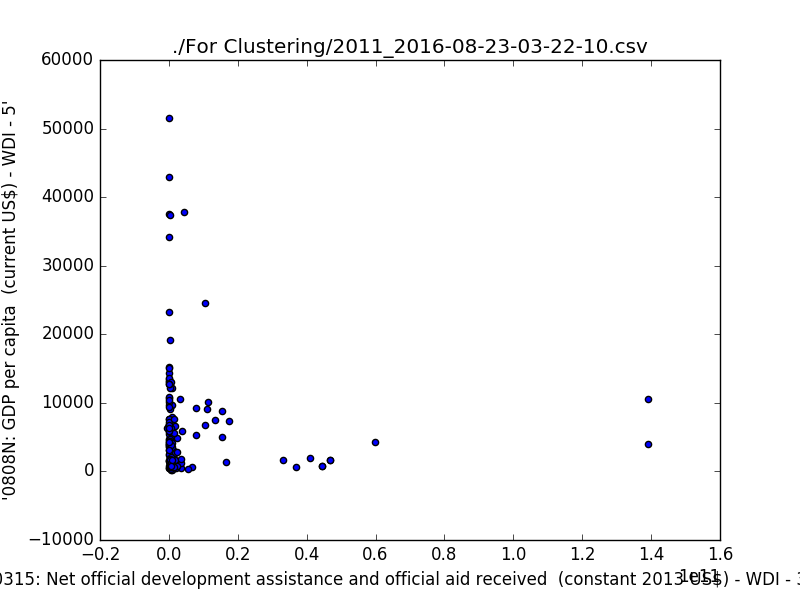 ./For Clustering/2011_2016-08-23-03-22-10.csv
60000
50000
40000
30000
20000
10000
0
−10000
'0808N: GDP per capita  (current US$) - WDI - 5'
−0.2 0.0 0.2 0.4 0.6 0.8 1.0 1.2 1.4 1.6
1e11
0315: Net official development assistance and official aid received  (constant 2013 US$) - WDI - 3